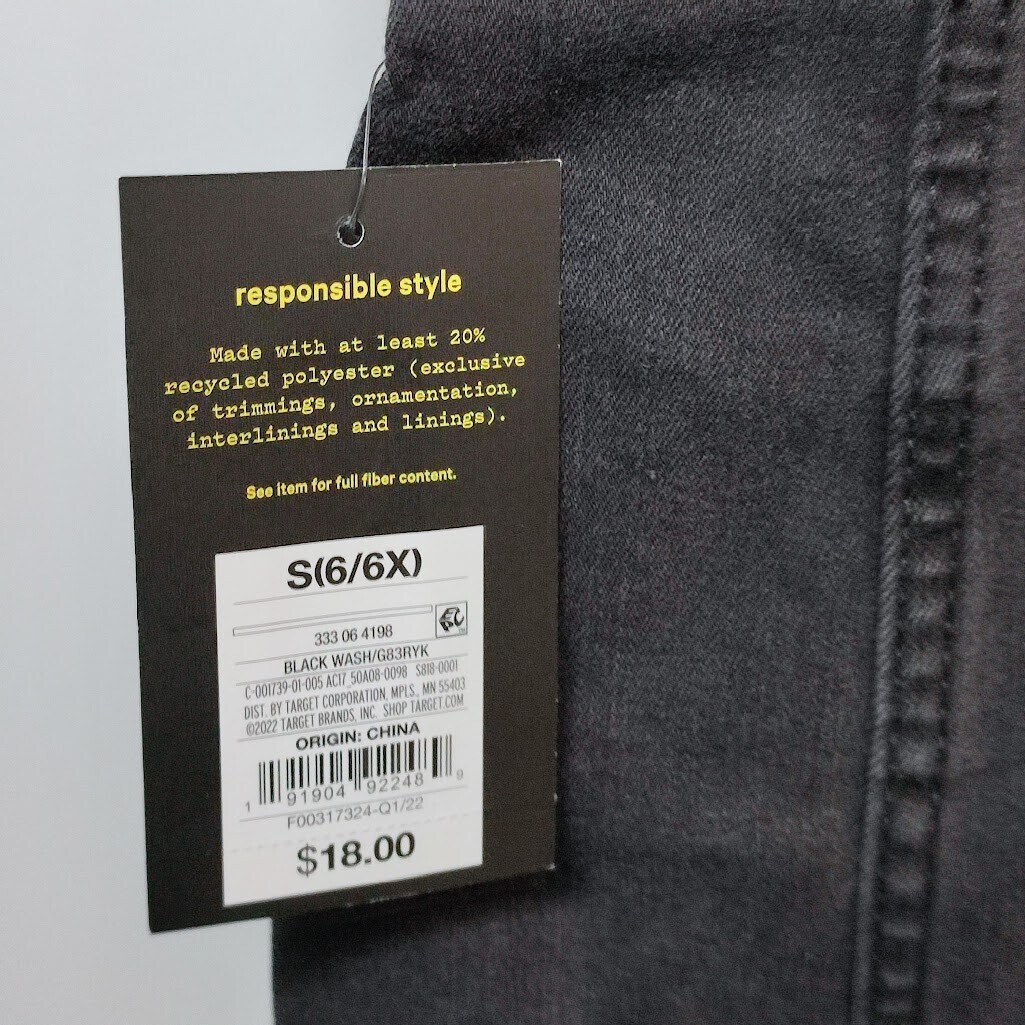 responsible style
Made with at least 20%
recycled polyester (exclusive
of trimmings, ornamentation,
interlinings and linings).
See item for full fiber content.
S(6/6X)
333 06 4198
BLACK WASH/G83RYK
C-001739-01-005 AC17_50A08-0098 S818-0001
DIST. BY TARGET CORPORATION, MPLS., MN 55403
©2022 TARGET BRANDS, INC. SHOP TARGET.COM
ORIGIN: CHINA
1 91904 92248 9
F00317324-Q1/22
$18.00